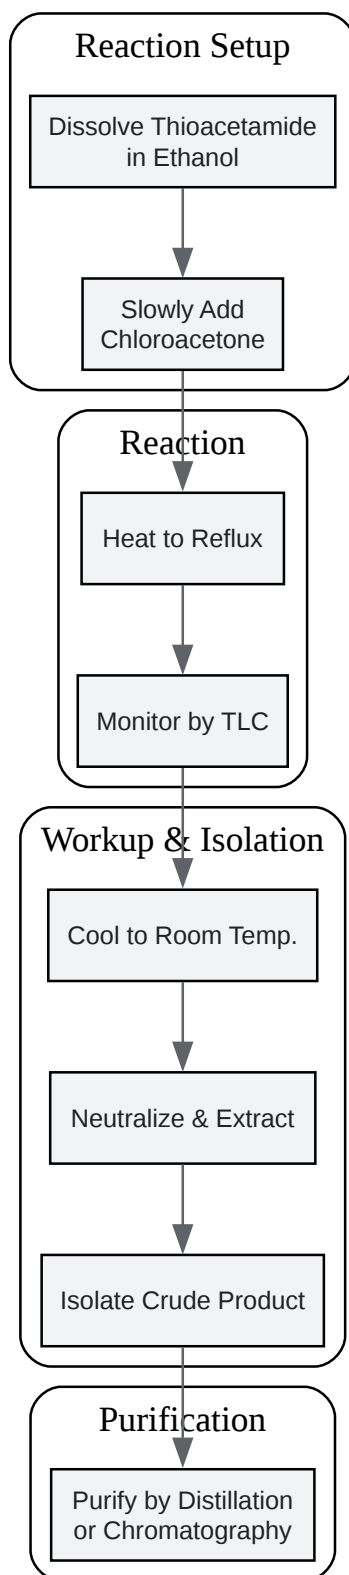 Reaction Setup
Dissolve Thioacetamide
in Ethanol
Slowly Add
Chloroacetone
Reaction
Heat to Reflux
Monitor by TLC
Workup & Isolation
Cool to Room Temp.
Neutralize & Extract
Isolate Crude Product
Purification
Purify by Distillation
or Chromatography